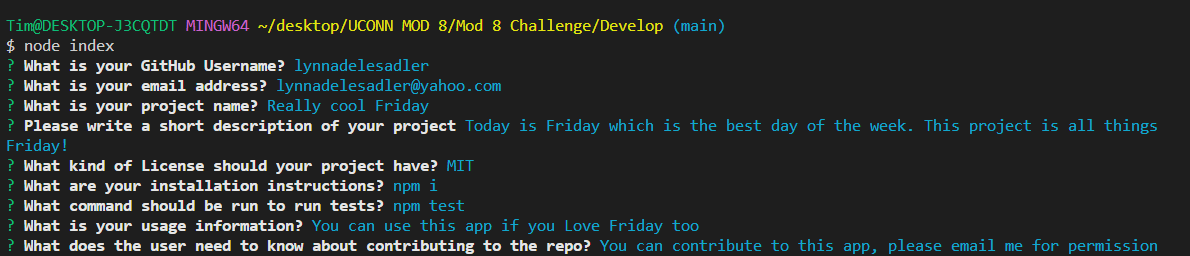 Tim@DESKTOP-J3CQTDT MINGW64 ~/desktop/UCONN MOD 8/Mod 8 Challenge/Develop (main)
$ node index
? What is your GitHub Username? lynnadelesadler
? What is your email address? lynnadelesadler@yahoo.com
? What is your project name? Really cool Friday
? Please write a short description of your project Today is Friday which is the best day of the week. This project is all things
Friday!
? What kind of License should your project have? MIT
? What are your installation instructions? npm i
? What command should be run to run tests? npm test
? What is your usage information? You can use this app if you Love Friday too
? What does the user need to know about contributing to the repo? You can contribute to this app, please email me for permission